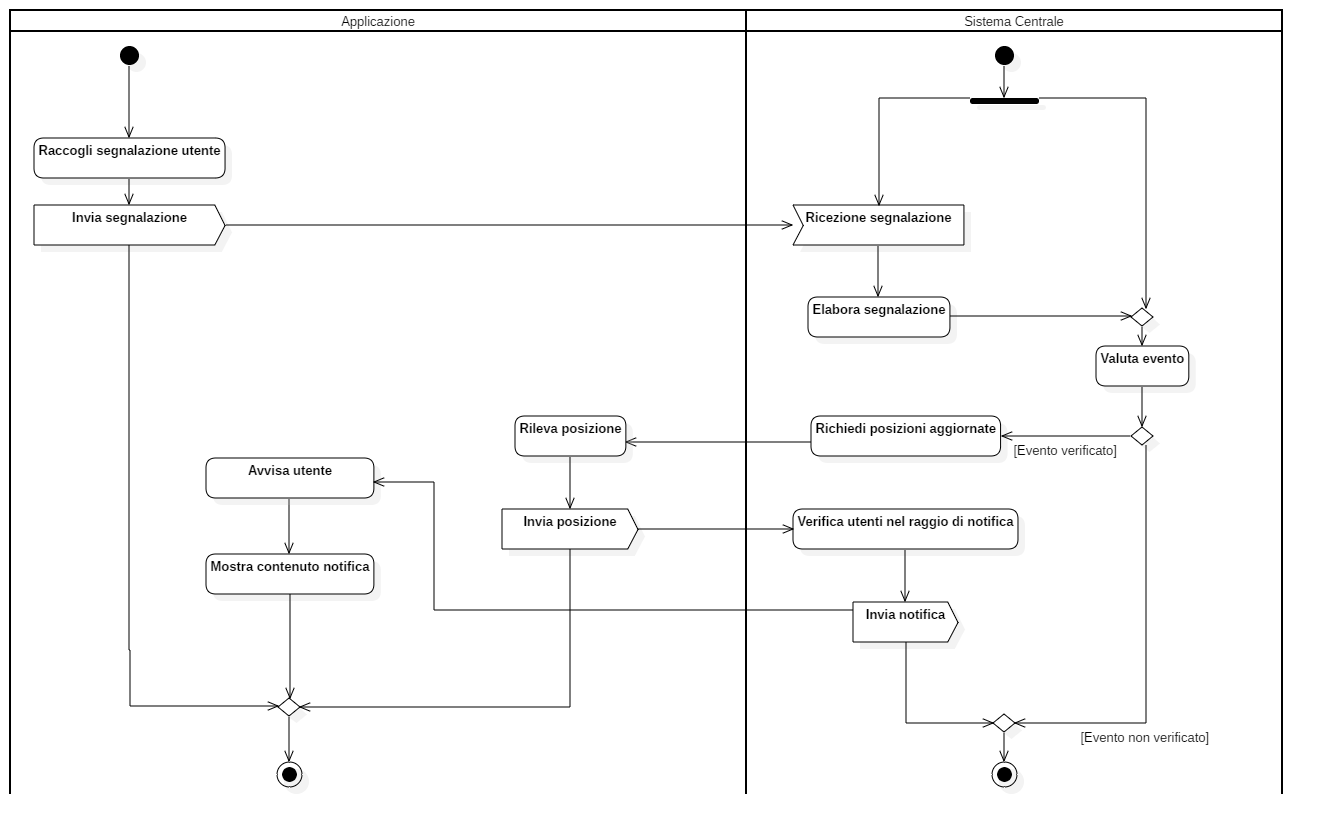 Applicazione
Sistema Centrale
Raccogli segnalazione utente
Invia segnalazione
Ricezione segnalazione
Elabora segnalazione
Valuta evento
Rileva posizione
Richiedi posizioni aggiornate
[Evento verificato]
Avvisa utente
Invia posizione
Verifica utenti nel raggio di notifica
Mostra contenuto notifica
Invia notifica
[Evento non verificato]